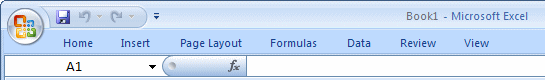 Book1 - Microsoft Excel
Home Insert Page Layout Formulas Data Review View
A1 fx